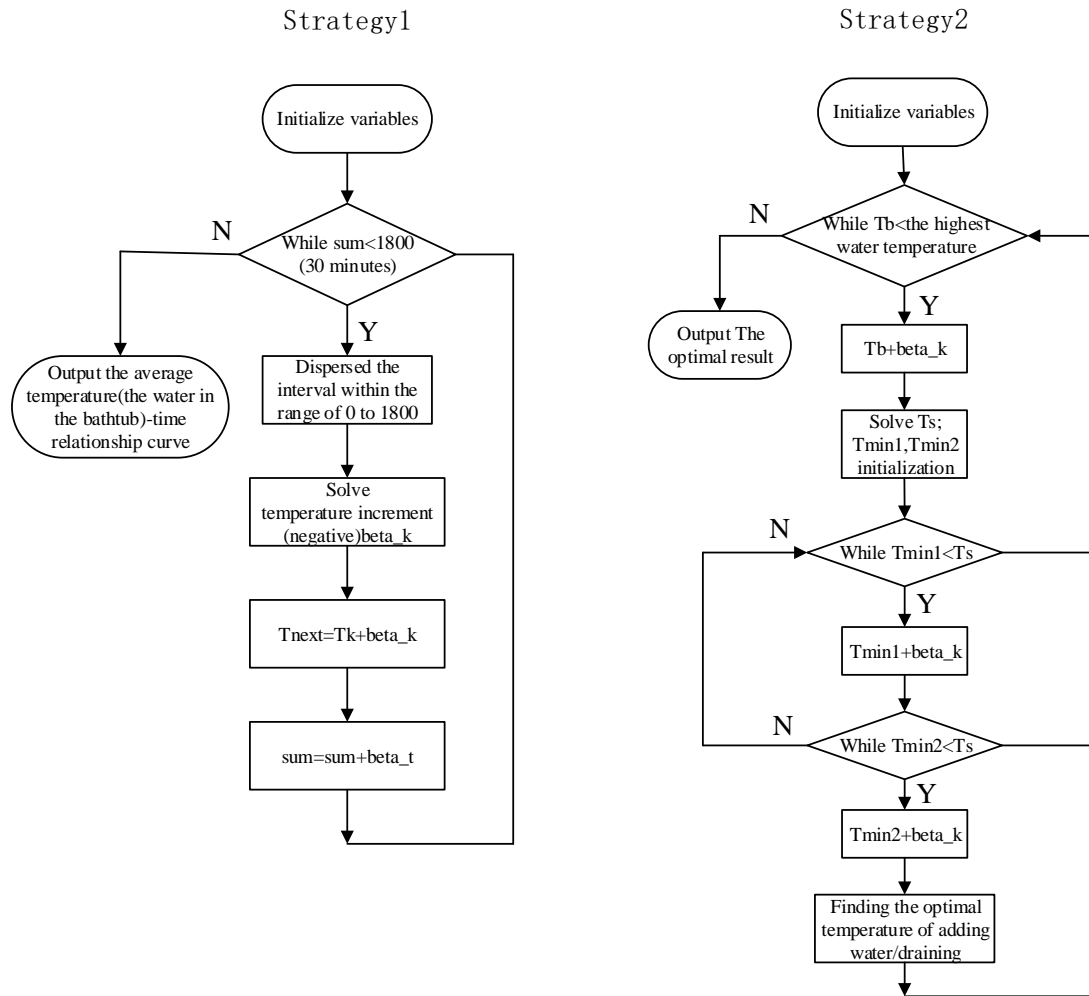 Strategy1
Initialize variables
N
While sum<1800
(30 minutes)
Y
Output the average
temperature(the water in
the bathtub)-time
relationship curve
Dispersed the
interval within the
range of 0 to 1800
Solve
temperature increment
(negative)beta_k
Tnext=Tk+beta_k
sum=sum+beta_t
Strategy2
Initialize variables
N
While Tb<the highest
water temperature
Y
Output The
optimal result
Tb+beta_k
Solve Ts;
Tmin1,Tmin2
initialization
N
While Tmin1<Ts
Y
Tmin1+beta_k
N
While Tmin2<Ts
Y
Tmin2+beta_k
Finding the optimal
temperature of adding
water/draining